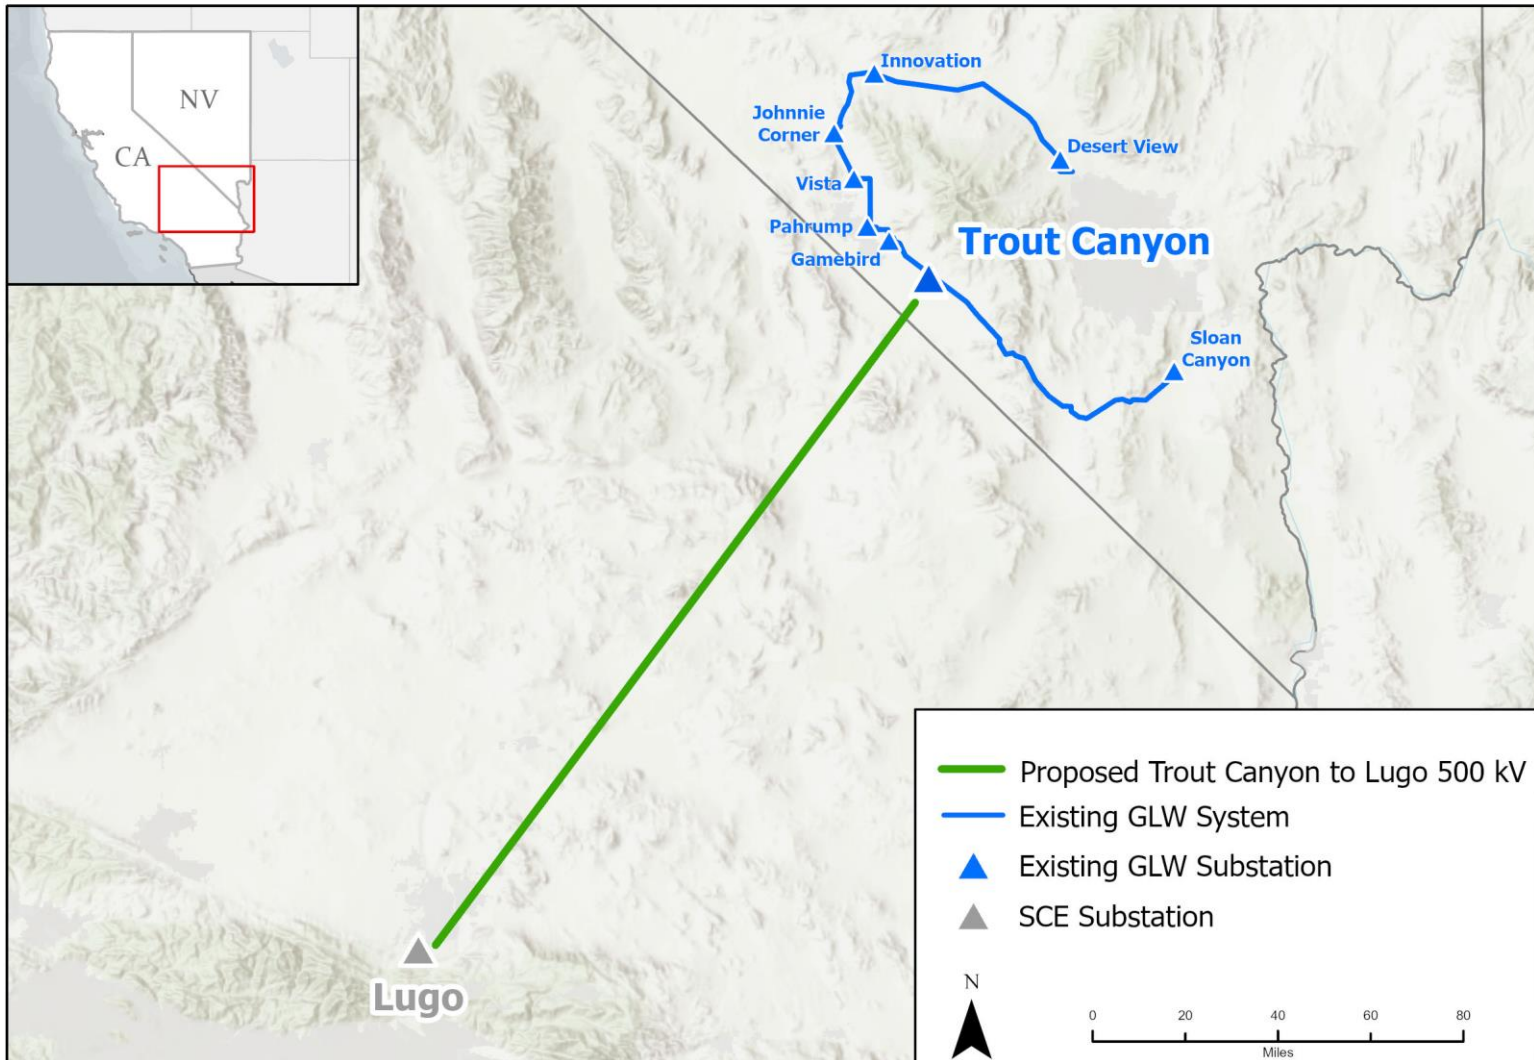 NV
CA
Innovation
Johnnie
Corner
Desert View
Vista
Pahrump
Trout Canyon
Gamebird
Sloan
Canyon
Lugo
Proposed Trout Canyon to Lugo 500 kV
Existing GLW System
Existing GLW Substation
SCE Substation
N
0 20 40 60 80
Miles